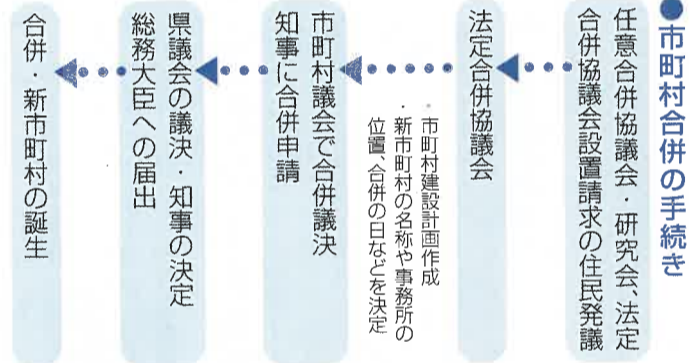 ●市町村合併の手続き
任意合併協議会・研究会、法定
合併協議会設置請求の住民発議
法定合併協議会
・市町村建設計画作成
・新市町村の名称や事務所の
位置、合併の日などを決定
市町村議会で合併議決
知事に合併申請
県議会の議決・知事の決定
総務大臣への届出
合併・新市町村の誕生